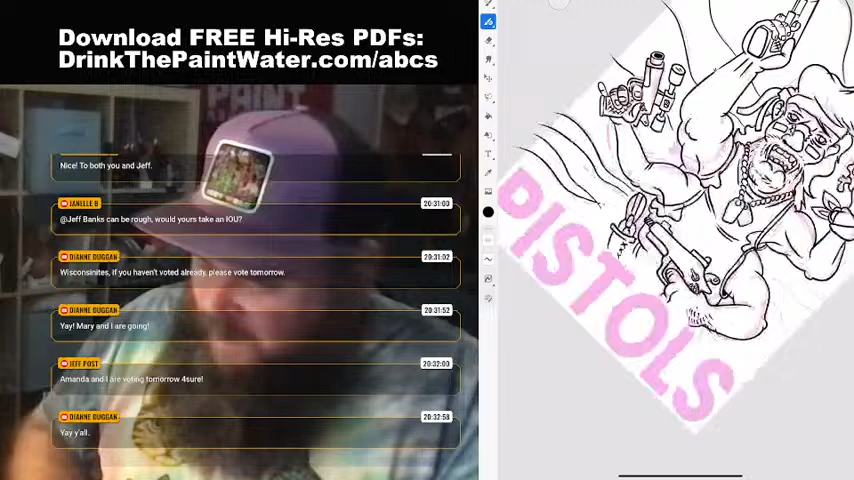 Download FREE Hi-Res PDFs:
DrinkThePaintWater.com/abcs
PAINT
Nice! To both you and Jeff.
JANELLE B 20:31:03
@Jeff Banks can be rough, would yours take an IOU?
DIANNE DUGGAN 20:31:02
Wisconsinites, if you haven't voted already, please vote tomorrow.
DIANNE DUGGAN 20:31:52
Yay! Mary and I are going!
JEFF POST 20:32:00
Amanda and I are voting tomorrow 4sure!
DIANNE DUGGAN 20:32:58
Yay y'all.
PISTOLS